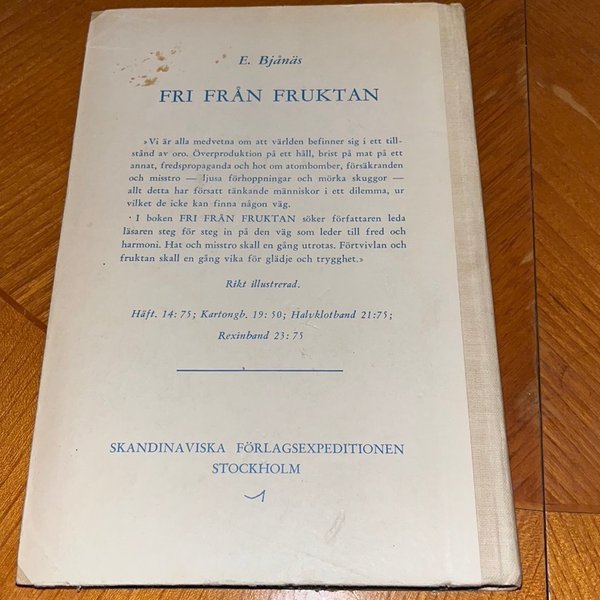 E. Bjånäs
FRI FRÅN FRUKTAN
»Vi är alla medvetna om att världen befinner sig i ett till-
stånd av oro. Överproduktion på ett håll, brist på mat på ett
annat, fredspropaganda och hot om atombomber, försäkranden
och misstro — ljusa förhoppningar och mörka skuggor —
allt detta har försatt tänkande människor i ett dilemma, ur
vilket de icke kan finna någon väg.
I boken FRI FRÅN FRUKTAN söker författaren leda
läsaren steg för steg in på den väg som leder till fred och
harmoni. Hat och misstro skall en gång utrotas. Förtvivlan och
fruktan skall en gång vika för glädje och trygghet.»
Rikt illustrerad.
Häft. 14:75; Kartongb. 19:50; Halvklotband 21:75;
Rexinband 23:75
SKANDINAVISKA FÖRLAGSEXPEDITIONEN
STOCKHOLM